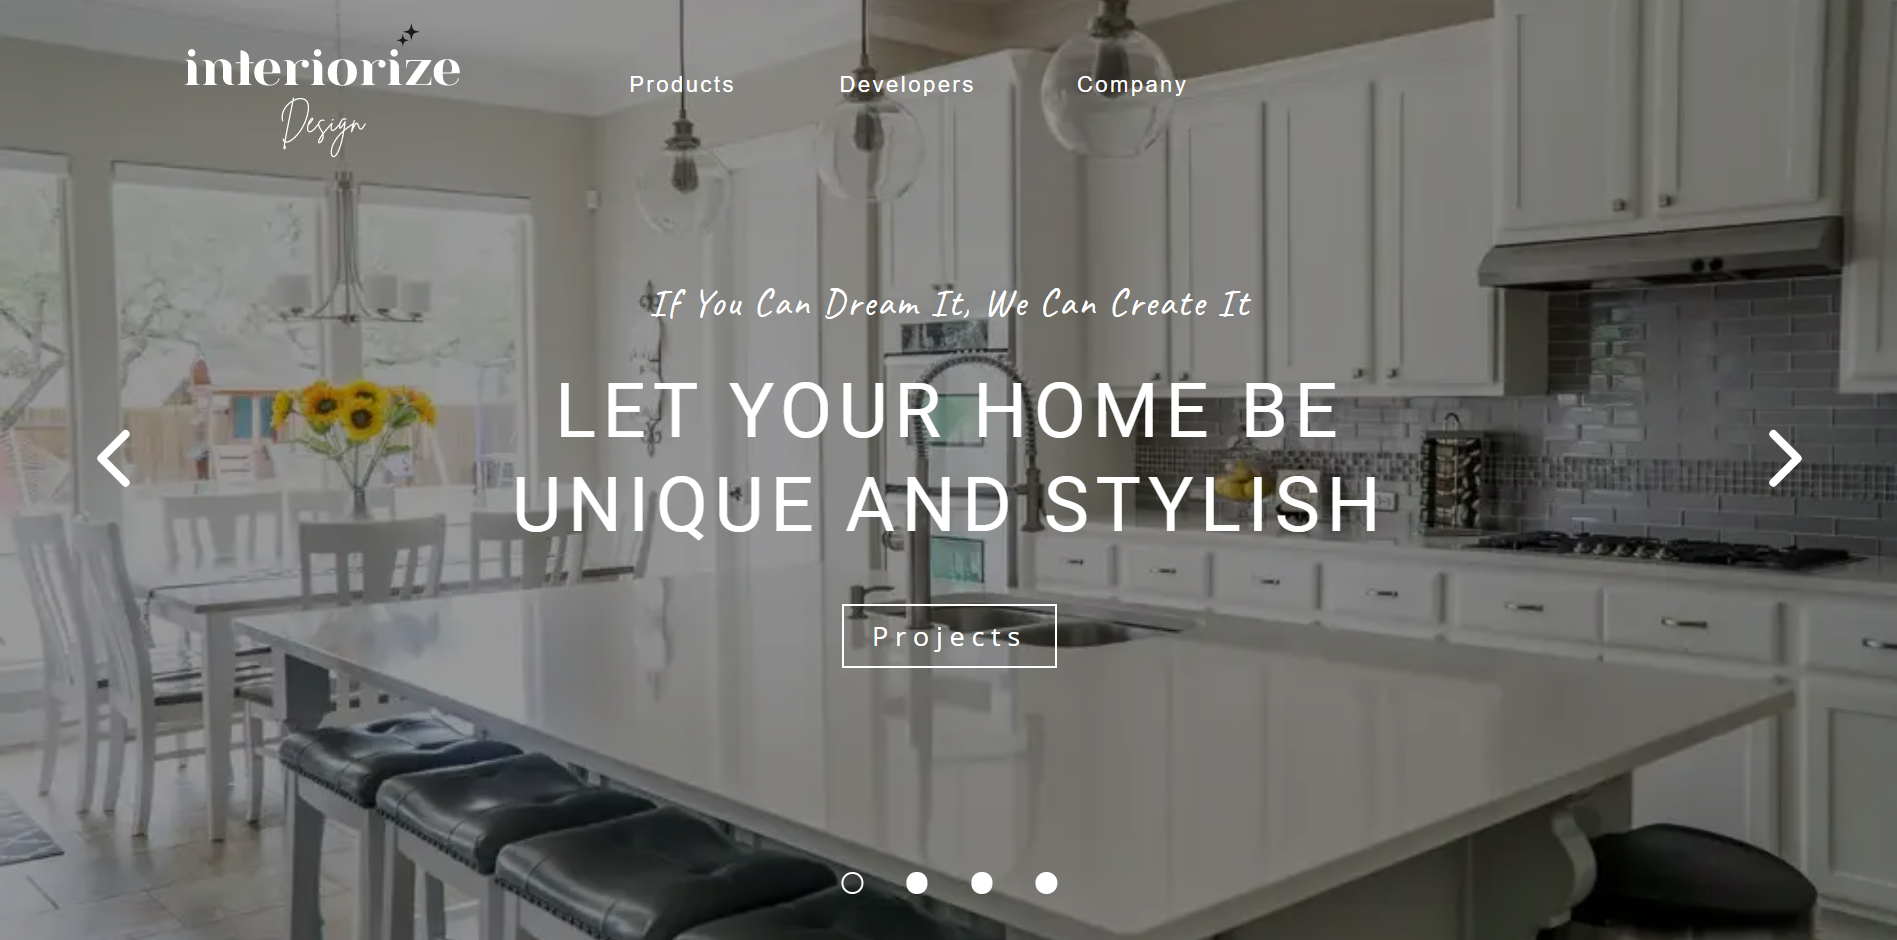 interiorize
Design
Products Developers Company
If You Can Dream It, We Can Create It
LET YOUR HOME BE
UNIQUE AND STYLISH
Projects